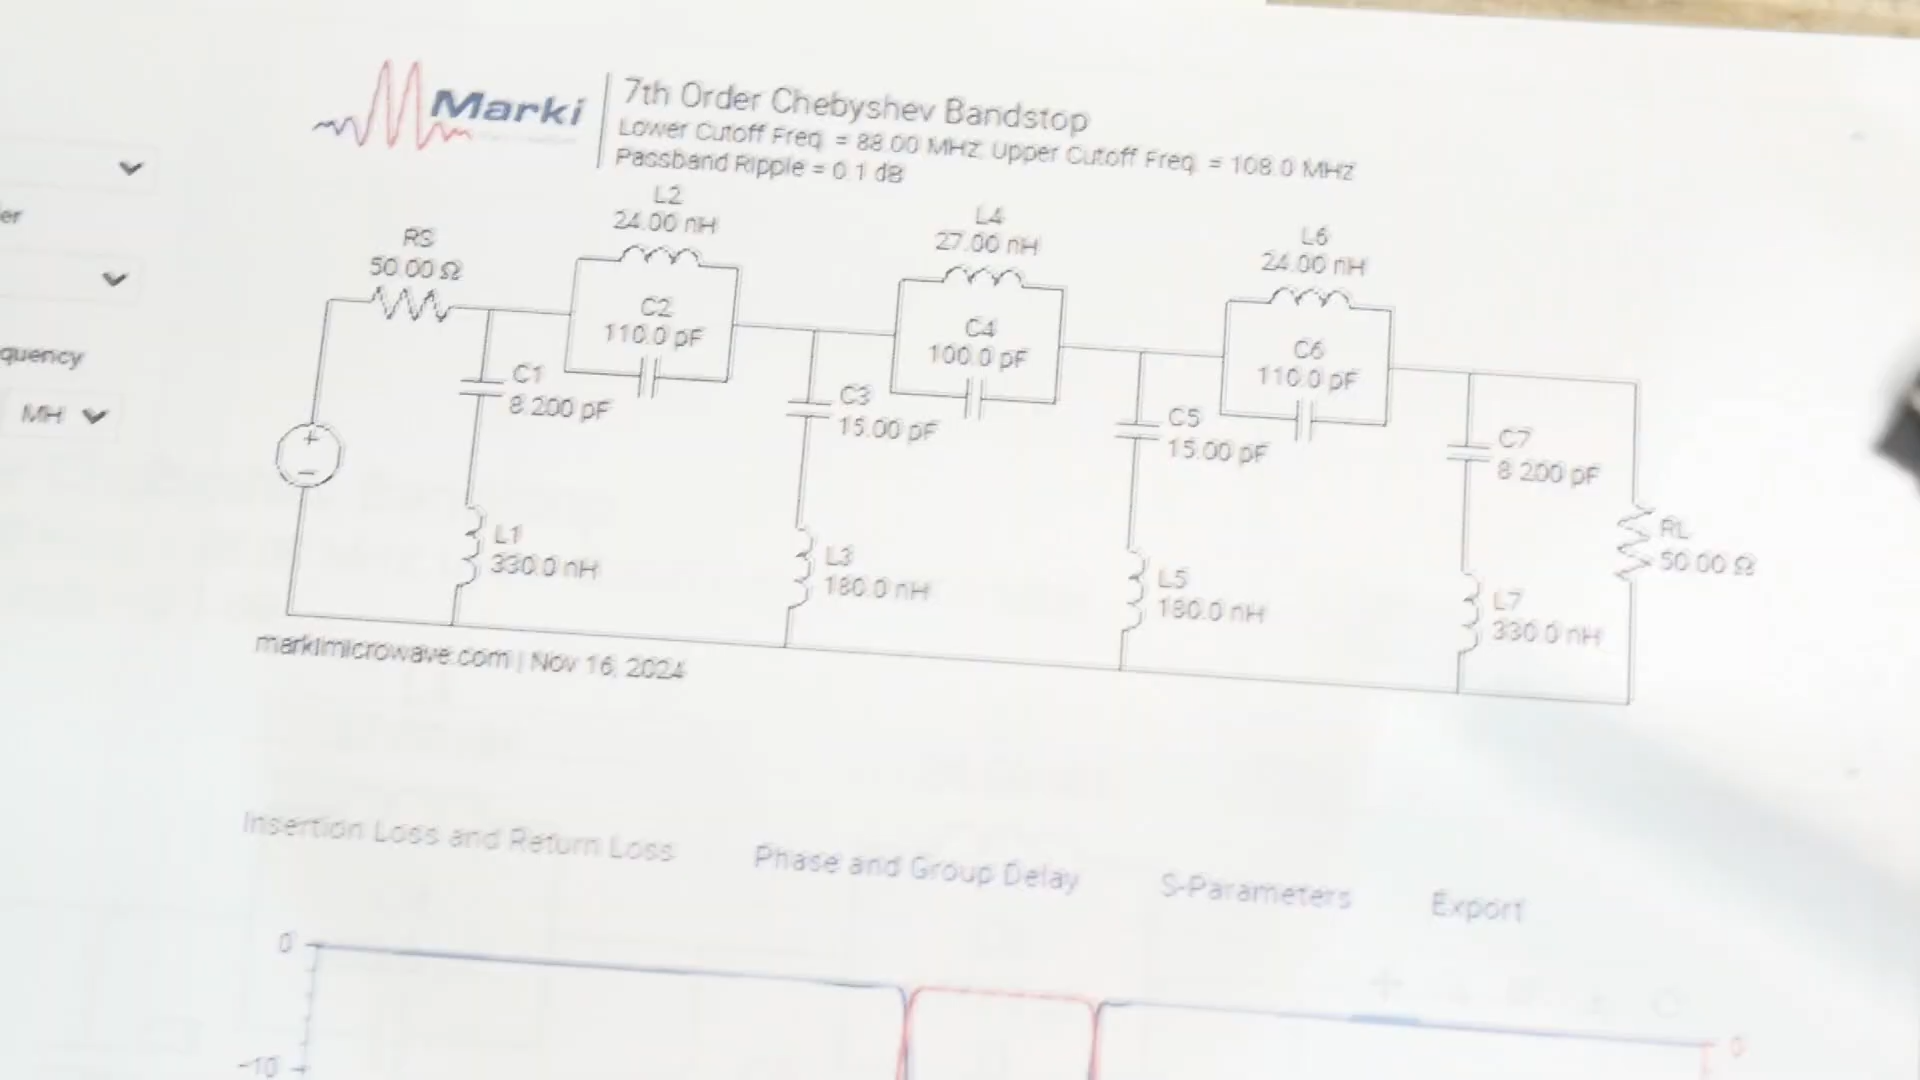 Marki
7th Order Chebyshev Bandstop
Lower Cutoff Freq. = 88.00 MHz, Upper Cutoff Freq. = 108.0 MHz
Passband Ripple = 0.1 dB
er
quency
MH
RS
50.00 Ω
L2
24.00 nH
C2
110.0 pF
L4
27.00 nH
C4
100.0 pF
L6
24.00 nH
C6
110.0 pF
C1
8.200 pF
C3
15.00 pF
C5
15.00 pF
C7
8.200 pF
L1
330.0 nH
L3
180.0 nH
L5
180.0 nH
L7
330.0 nH
RL
50.00 Ω
markimicrowave.com | Nov 16, 2024
Insertion Loss and Return Loss
Phase and Group Delay
S-Parameters
Export
0
-10
0